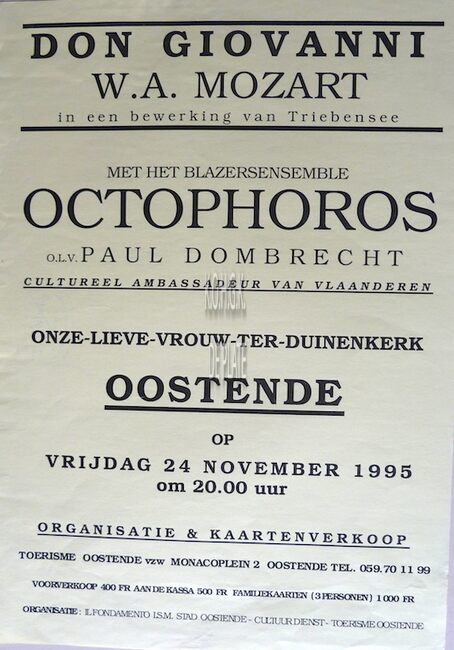 DON GIOVANNI
W.A. MOZART
in een bewerking van Triebensee
MET HET BLAZERSENSEMBLE
OCTOPHOROS
O.L.V. PAUL DOMBRECHT
CULTUREEL AMBASSADEUR VAN VLAANDEREN
K.O.H.G.K.
ONZE-LIEVE-VROUW-TER-DUINENKERK
DE PLATE
OOSTENDE
OP
VRIJDAG 24 NOVEMBER 1995
om 20.00 uur
ORGANISATIE & KAARTENVERKOOP
TOERISME OOSTENDE vzw MONACOPLEIN 2 OOSTENDE TEL. 059.70 11 99
VOORVERKOOP 400 FR AAN DE KASSA 500 FR FAMILIEKAARTEN (3 PERSONEN) 1000 FR
ORGANISATIE : IL FONDAMENTO I.S.M. STAD OOSTENDE - CULTUURDIENST - TOERISME OOSTENDE